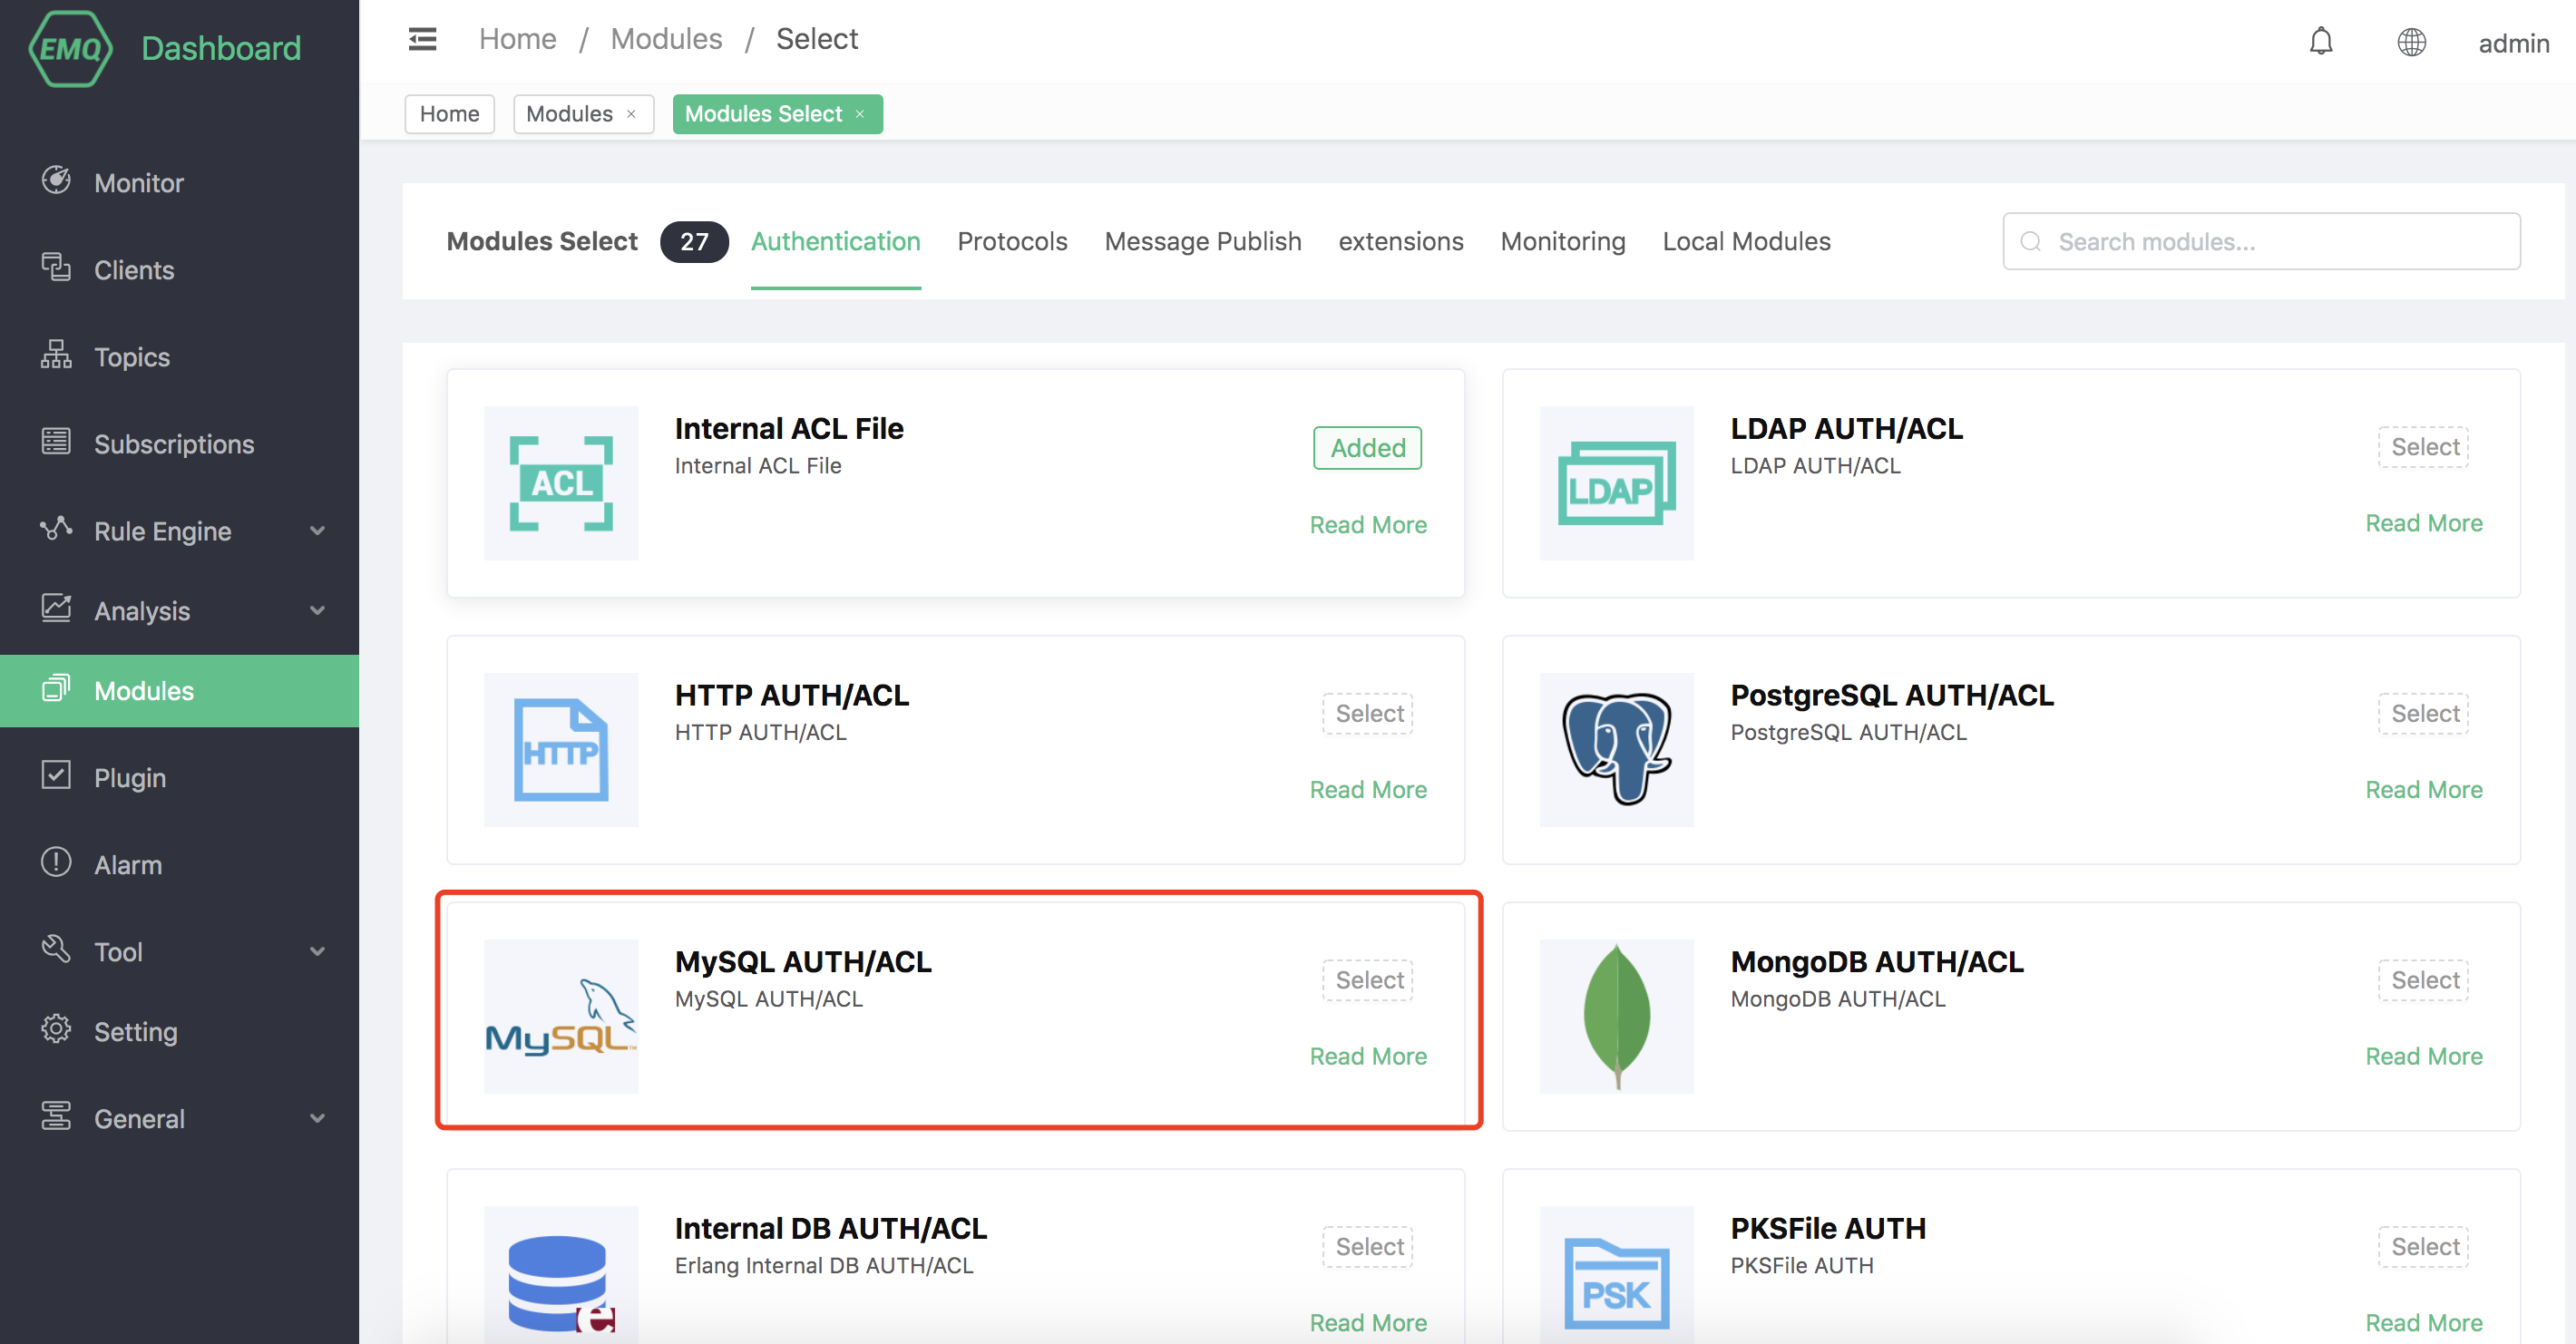 EMQ Dashboard
Home / Modules / Select
admin
Home
Modules ×
Modules Select ×
Monitor
Clients
Topics
Subscriptions
Rule Engine
Analysis
Modules
Plugin
Alarm
Tool
Setting
General
Modules Select 27 Authentication Protocols Message Publish extensions Monitoring Local Modules
Search modules...
ACL
Internal ACL File
Internal ACL File
Added
Read More
LDAP
LDAP AUTH/ACL
LDAP AUTH/ACL
Select
Read More
HTTP
HTTP AUTH/ACL
HTTP AUTH/ACL
Select
Read More
PostgreSQL AUTH/ACL
PostgreSQL AUTH/ACL
Select
Read More
MySQL
MySQL AUTH/ACL
MySQL AUTH/ACL
Select
Read More
MongoDB AUTH/ACL
MongoDB AUTH/ACL
Select
Read More
e
Internal DB AUTH/ACL
Erlang Internal DB AUTH/ACL
Select
Read More
PSK
PKSFile AUTH
PKSFile AUTH
Select
Read More